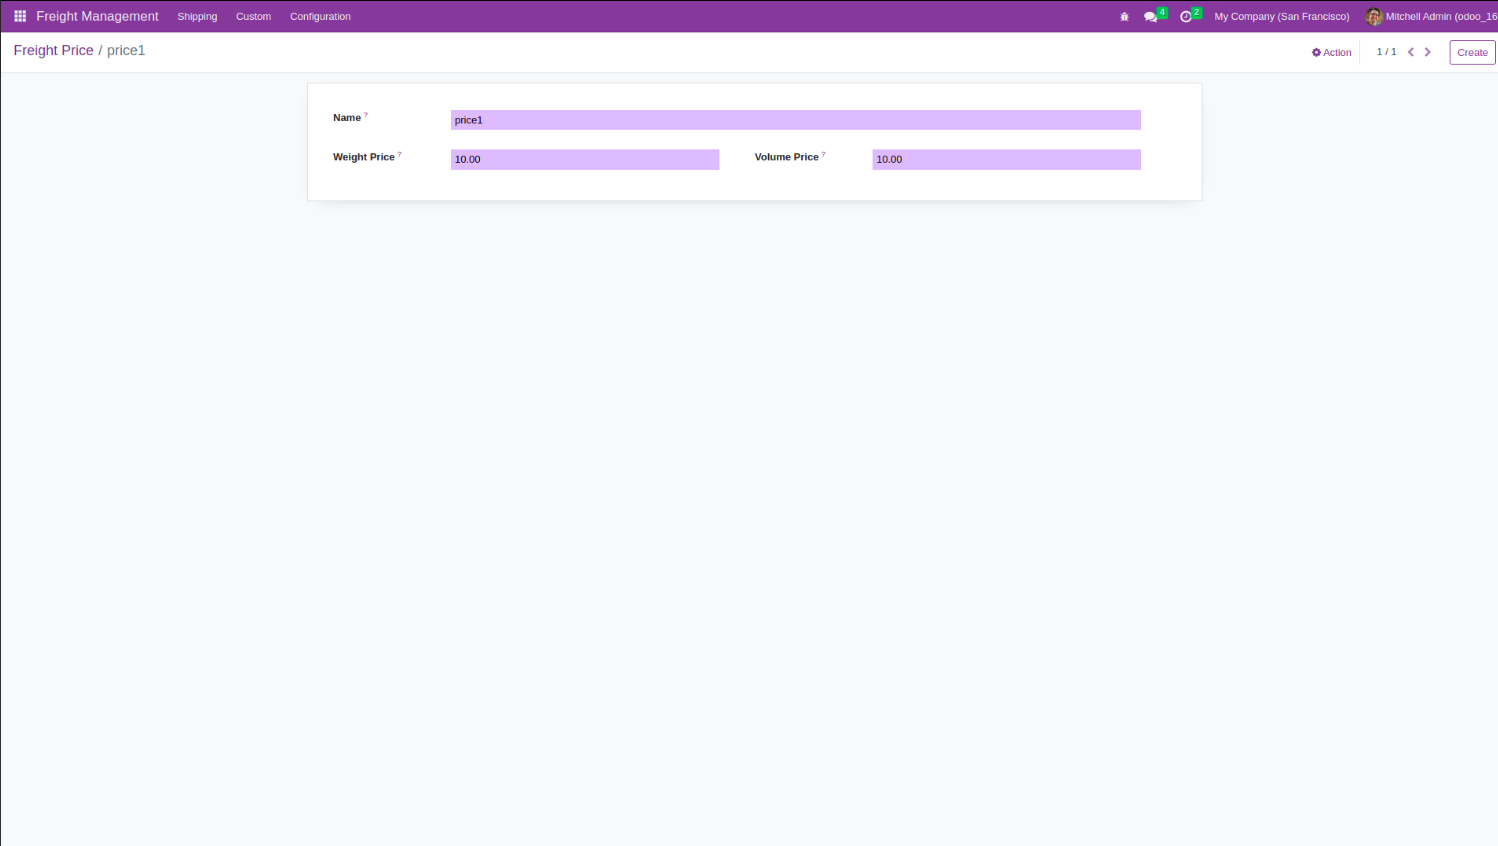 Freight Management Shipping Custom Configuration 4 2 My Company (San Francisco) Mitchell Admin (odoo_16
Freight Price / price1 Action 1 / 1 Create
Name ? price1
Weight Price ? 10.00 Volume Price ? 10.00